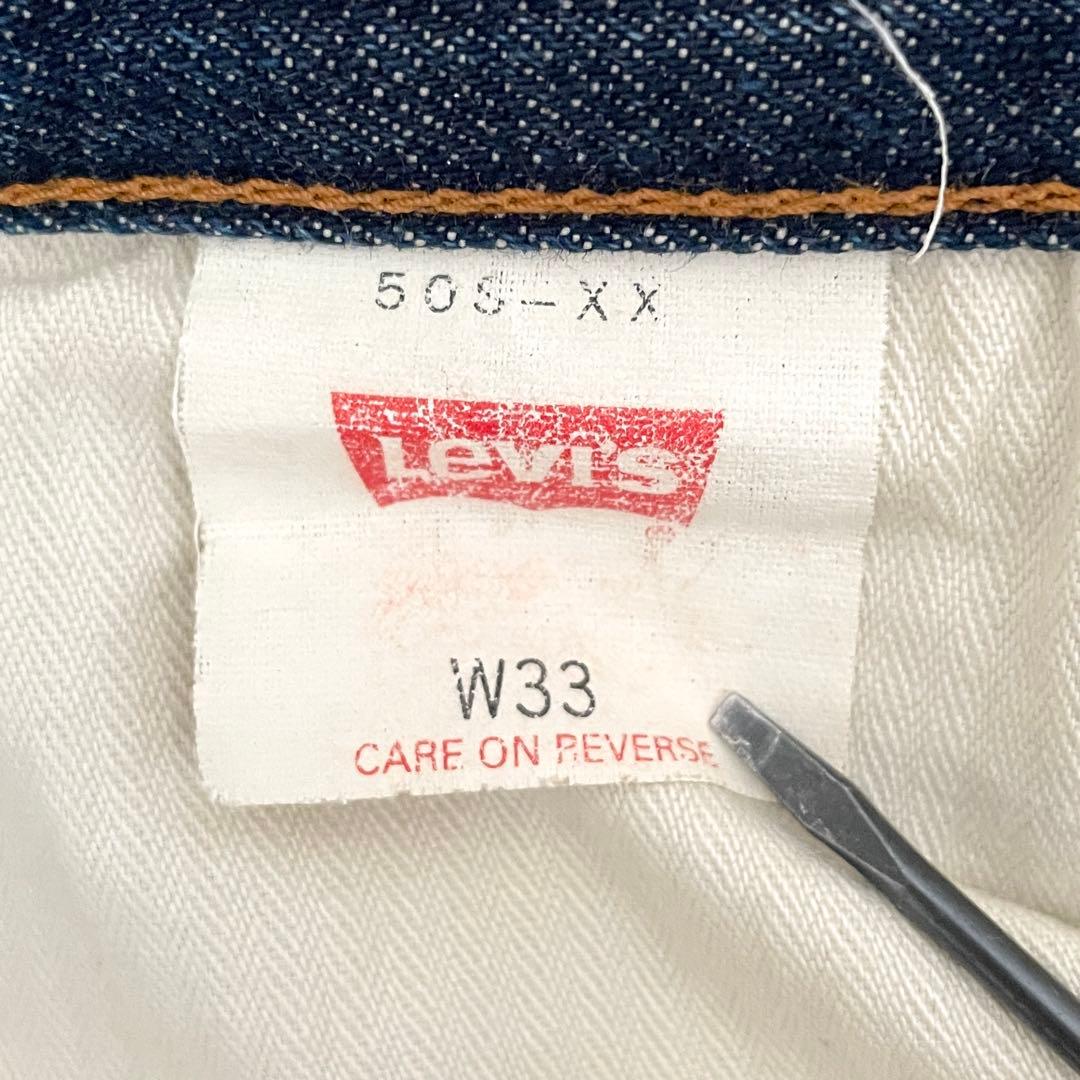 503-XX
Levi's
®
W33
CARE ON REVERSE